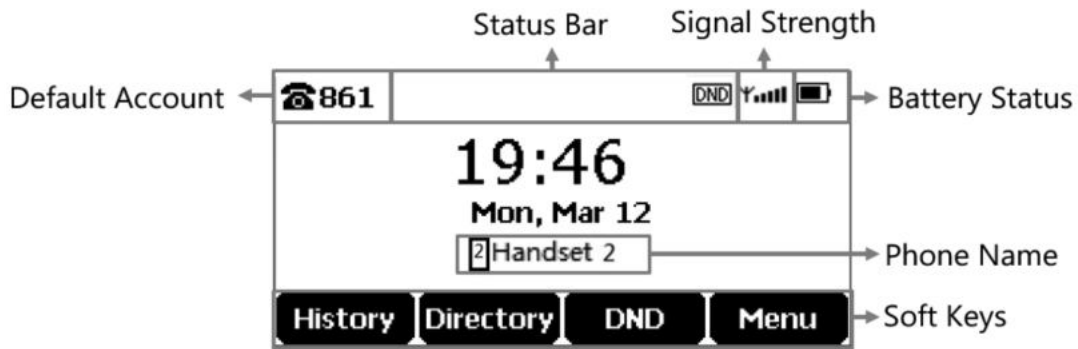 Status Bar Signal Strength
Default Account 861 DND Battery Status
19:46
Mon, Mar 12
2 Handset 2 Phone Name
History Directory DND Menu Soft Keys